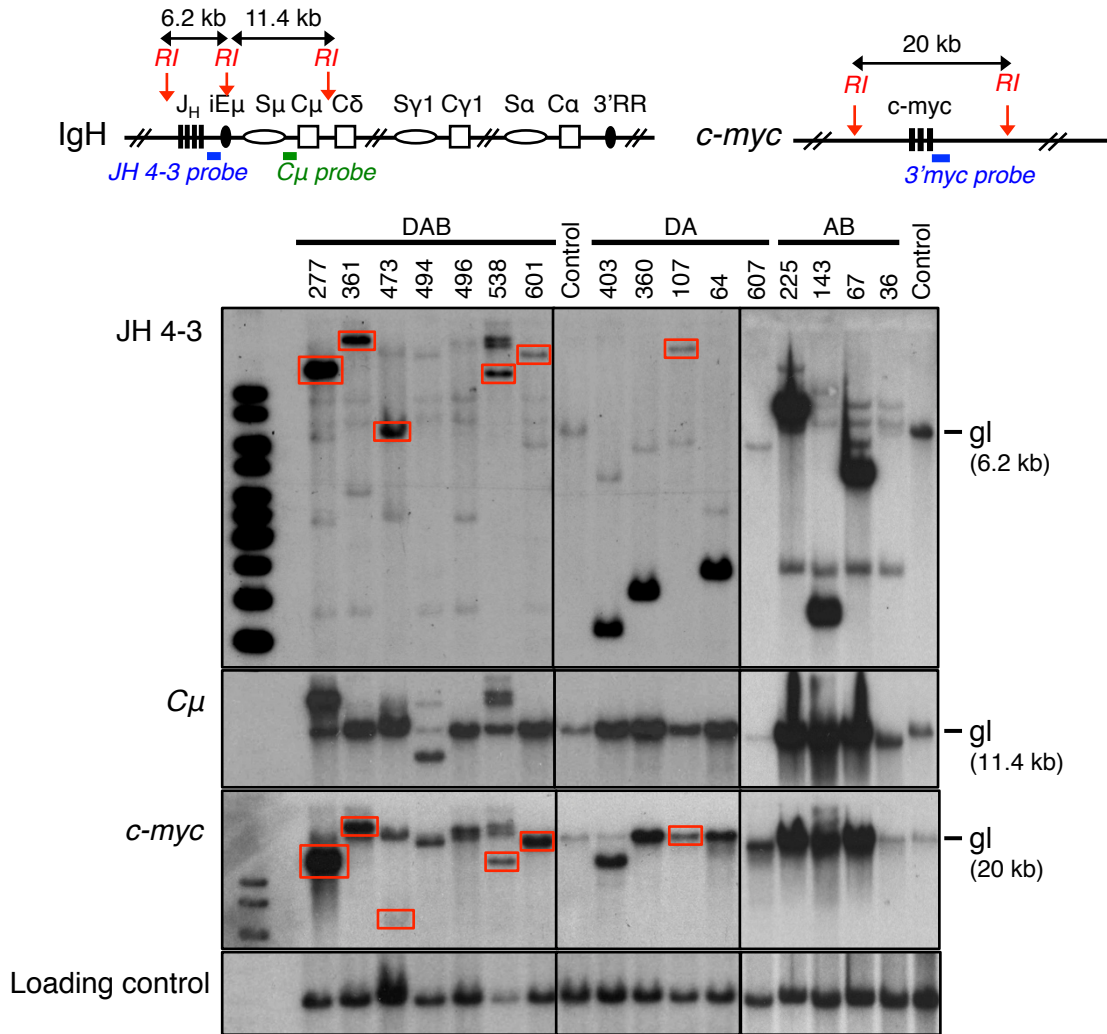 6.2 kb 11.4 kb
RI RI RI
JH iEμ Sμ Cμ Cδ Sγ1 Cγ1 Sα Cα 3'RR
IgH
JH 4-3 probe Cμ probe
20 kb
RI RI
c-myc
c-myc
3'myc probe
DAB DA AB
277 361 473 494 496 538 601 Control 403 360 107 64 607 225 143 67 36 Control
JH 4-3
gl
(6.2 kb)
Cμ
gl
(11.4 kb)
c-myc
gl
(20 kb)
Loading control